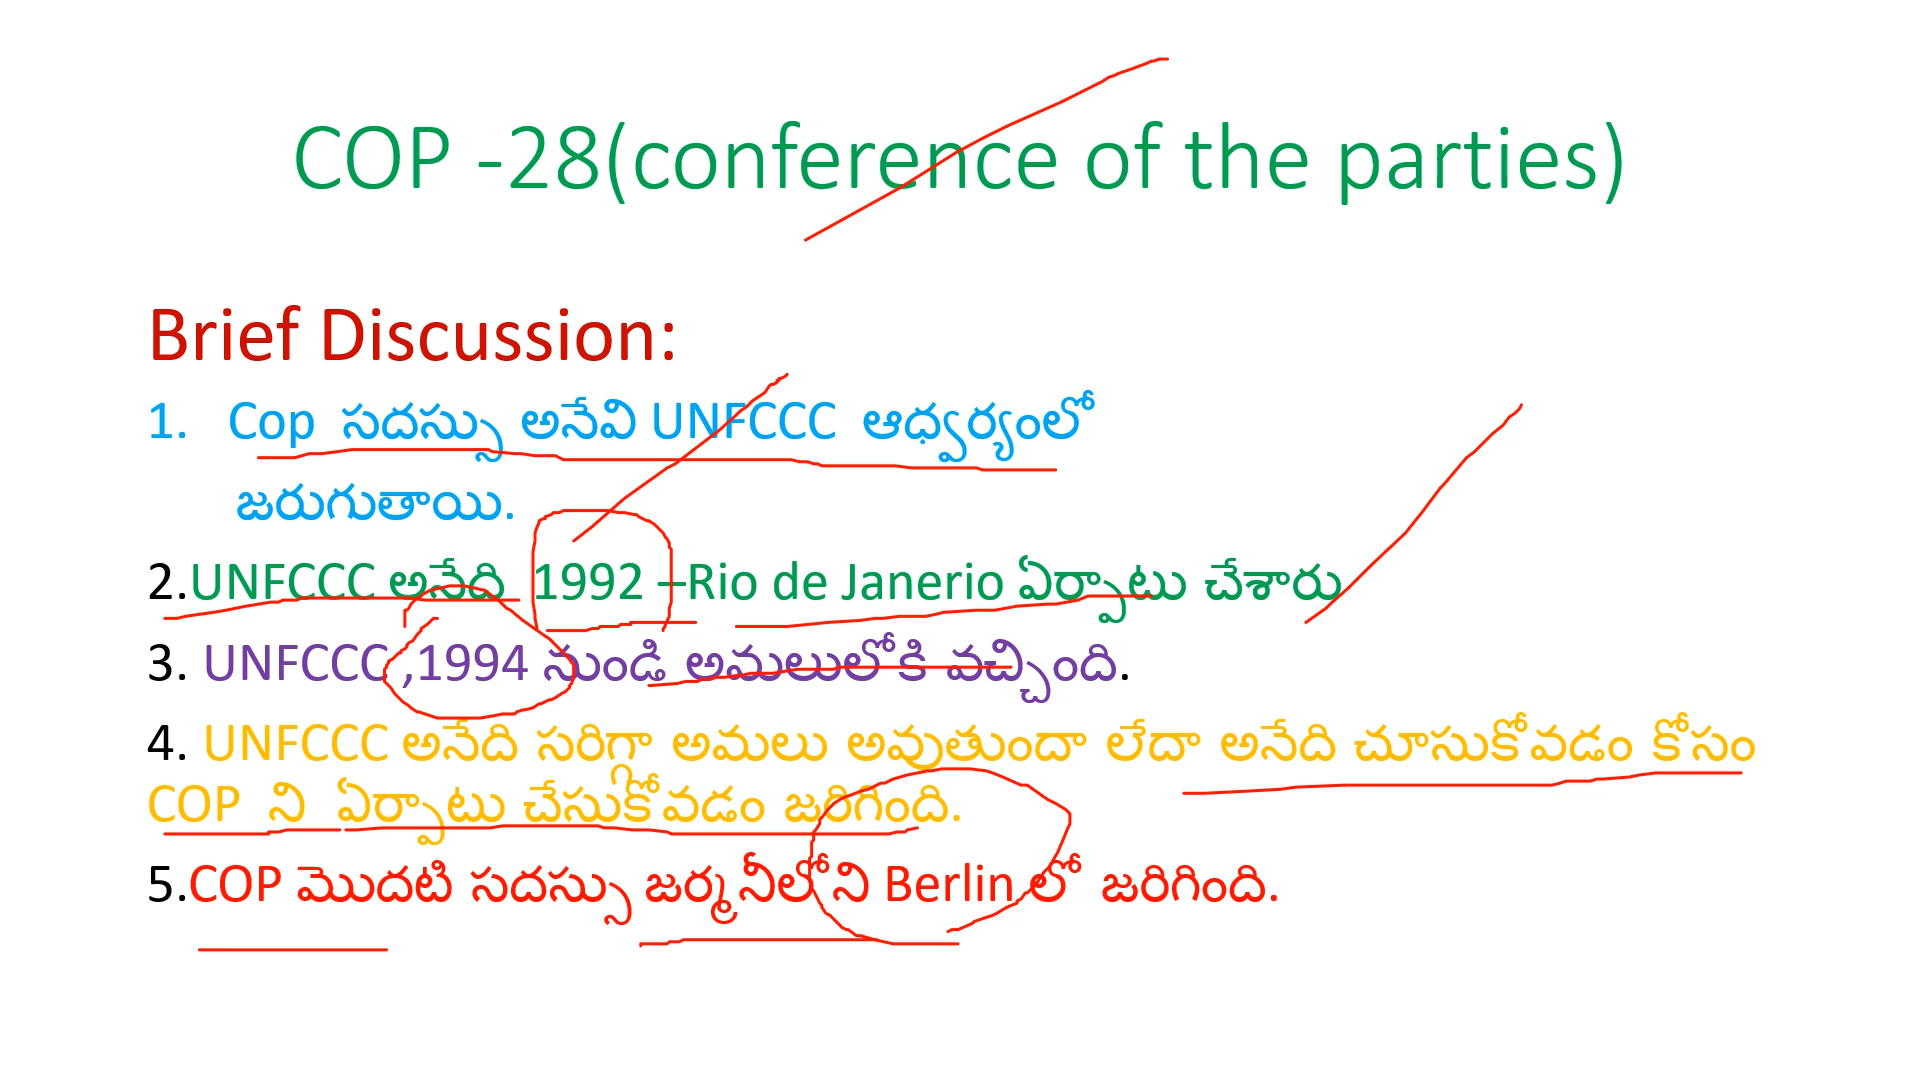 COP -28(conference of the parties)
Brief Discussion:
1. Cop సదస్సు అనేవి UNFCCC ఆధ్వర్యంలో
జరుగుతాయి.
2.UNFCCC అనేది 1992 –Rio de Janerio ఏర్పాటు చేశారు
3. UNFCCC ,1994 నుండి అమలులోకి వచ్చింది.
4. UNFCCC అనేది సరిగ్గా అమలు అవుతుందా లేదా అనేది చూసుకోవడం కోసం
COP ని ఏర్పాటు చేసుకోవడం జరిగింది.
5.COP మొదటి సదస్సు జర్మనీలోని Berlin లో జరిగింది.